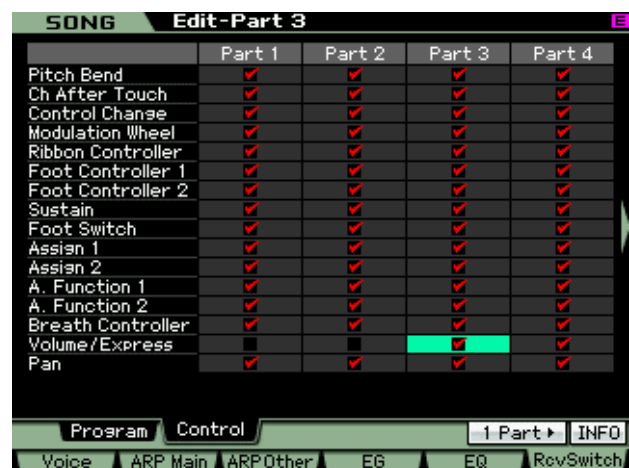 SONG Edit-Part 3 E
Part 1 Part 2 Part 3 Part 4
Pitch Bend
Ch After Touch
Control Change
Modulation Wheel
Ribbon Controller
Foot Controller 1
Foot Controller 2
Sustain
Foot Switch
Assign 1
Assign 2
A. Function 1
A. Function 2
Breath Controller
Volume/Express
Pan
Program Control 1 Part INFO
Voice ARP Main ARP Other EG EQ RcvSwitch